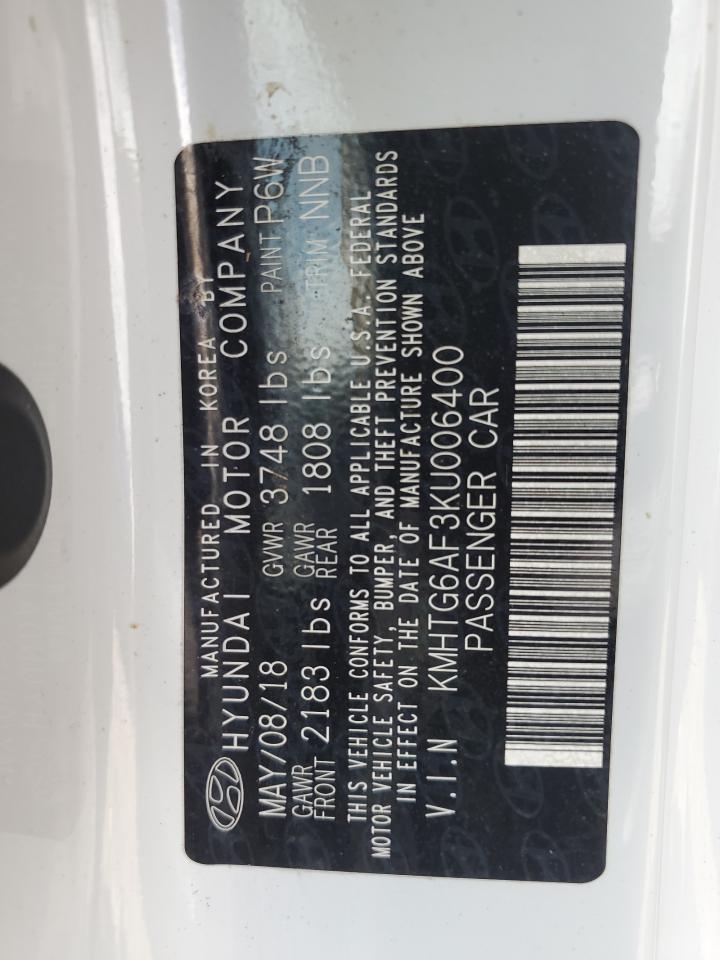 MANUFACTURED IN KOREA BY
HYUNDAI MOTOR COMPANY
MAY/08/18 GVWR 3748 lbs PAINT P6W
GAWR FRONT 2183 lbs GAWR REAR 1808 lbs TRIM NNB
THIS VEHICLE CONFORMS TO ALL APPLICABLE U.S.A. FEDERAL
MOTOR VEHICLE SAFETY, BUMPER, AND THEFT PREVENTION STANDARDS
IN EFFECT ON THE DATE OF MANUFACTURE SHOWN ABOVE
V.I.N KMHTG6AF3KU006400
PASSENGER CAR